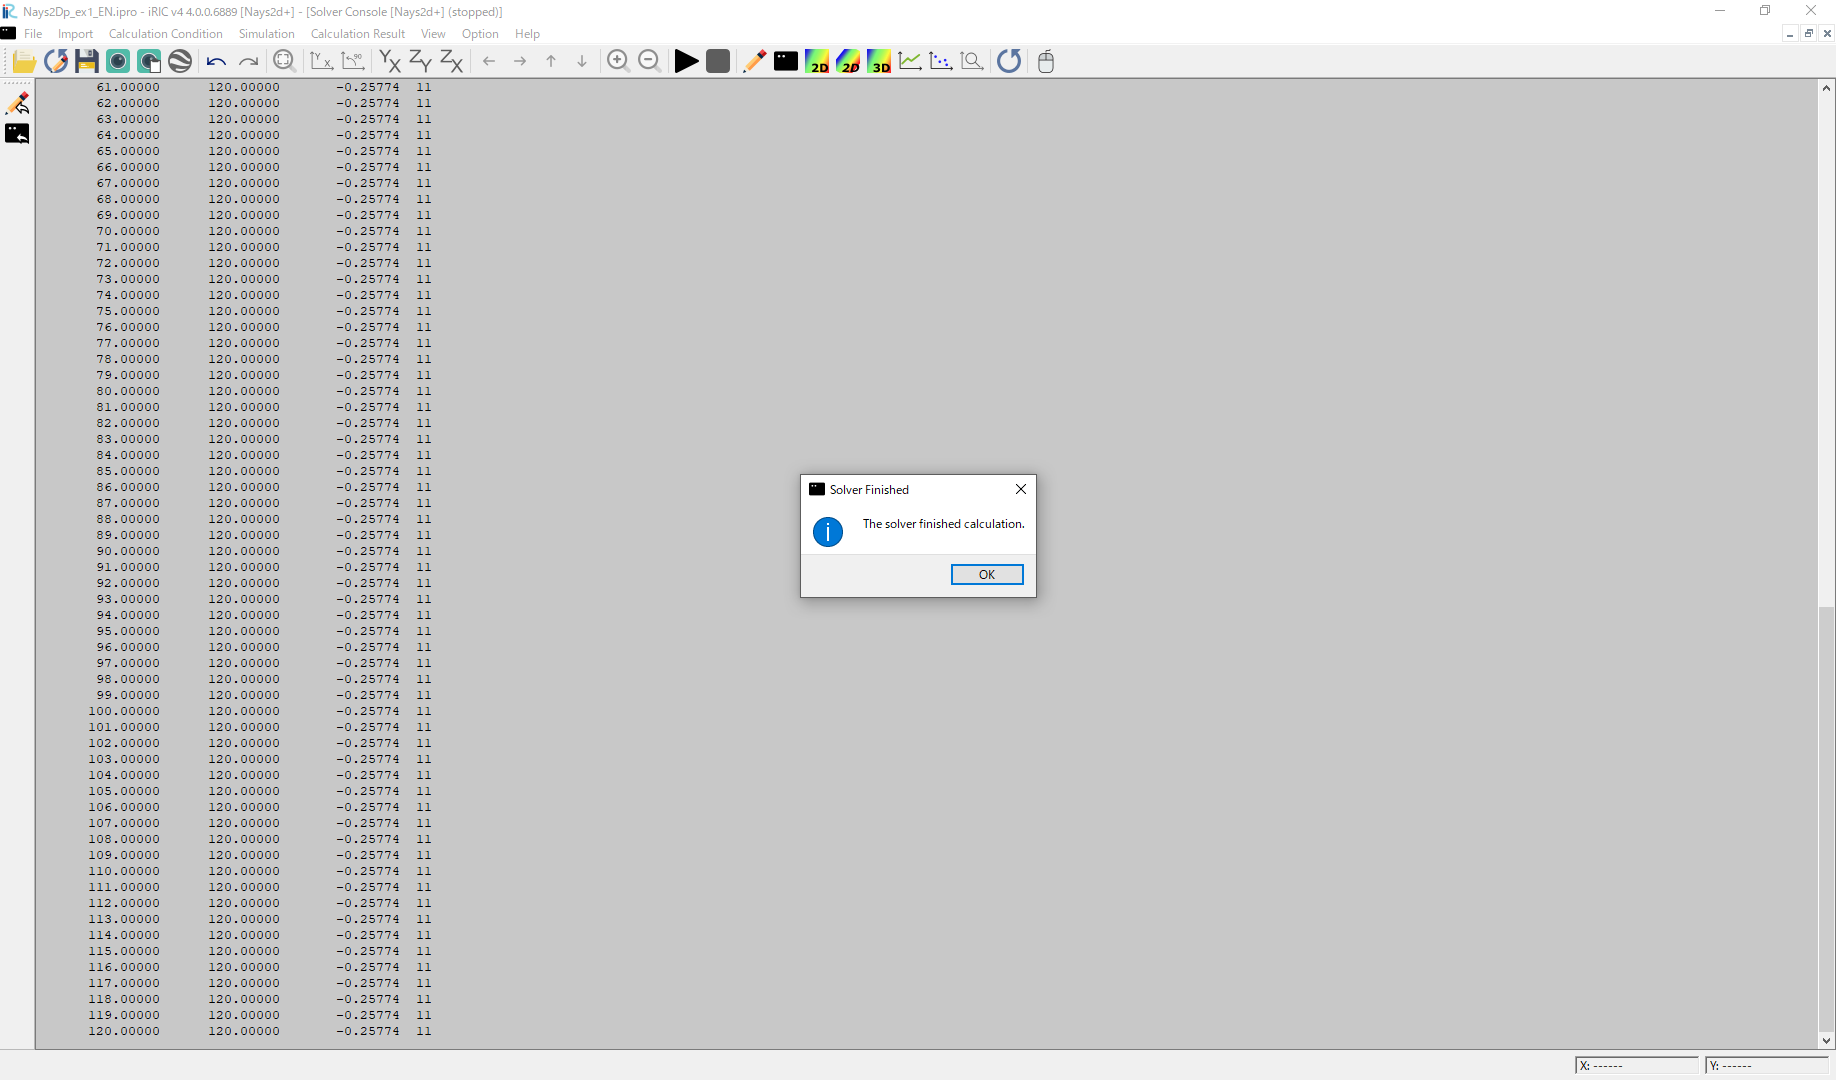 Nays2Dp_ex1_EN.ipro - iRIC v4 4.0.0.6889 [Nays2d+] - [Solver Console [Nays2d+] (stopped)]
File Import Calculation Condition Simulation Calculation Result View Option Help
61.00000 120.00000 -0.25774 11
62.00000 120.00000 -0.25774 11
63.00000 120.00000 -0.25774 11
64.00000 120.00000 -0.25774 11
65.00000 120.00000 -0.25774 11
66.00000 120.00000 -0.25774 11
67.00000 120.00000 -0.25774 11
68.00000 120.00000 -0.25774 11
69.00000 120.00000 -0.25774 11
70.00000 120.00000 -0.25774 11
71.00000 120.00000 -0.25774 11
72.00000 120.00000 -0.25774 11
73.00000 120.00000 -0.25774 11
74.00000 120.00000 -0.25774 11
75.00000 120.00000 -0.25774 11
76.00000 120.00000 -0.25774 11
77.00000 120.00000 -0.25774 11
78.00000 120.00000 -0.25774 11
79.00000 120.00000 -0.25774 11
80.00000 120.00000 -0.25774 11
81.00000 120.00000 -0.25774 11
82.00000 120.00000 -0.25774 11
83.00000 120.00000 -0.25774 11
84.00000 120.00000 -0.25774 11
85.00000 120.00000 -0.25774 11
86.00000 120.00000 -0.25774 11
87.00000 120.00000 -0.25774 11
88.00000 120.00000 -0.25774 11
89.00000 120.00000 -0.25774 11
90.00000 120.00000 -0.25774 11
91.00000 120.00000 -0.25774 11
92.00000 120.00000 -0.25774 11
93.00000 120.00000 -0.25774 11
94.00000 120.00000 -0.25774 11
95.00000 120.00000 -0.25774 11
96.00000 120.00000 -0.25774 11
97.00000 120.00000 -0.25774 11
98.00000 120.00000 -0.25774 11
99.00000 120.00000 -0.25774 11
100.00000 120.00000 -0.25774 11
101.00000 120.00000 -0.25774 11
102.00000 120.00000 -0.25774 11
103.00000 120.00000 -0.25774 11
104.00000 120.00000 -0.25774 11
105.00000 120.00000 -0.25774 11
106.00000 120.00000 -0.25774 11
107.00000 120.00000 -0.25774 11
108.00000 120.00000 -0.25774 11
109.00000 120.00000 -0.25774 11
110.00000 120.00000 -0.25774 11
111.00000 120.00000 -0.25774 11
112.00000 120.00000 -0.25774 11
113.00000 120.00000 -0.25774 11
114.00000 120.00000 -0.25774 11
115.00000 120.00000 -0.25774 11
116.00000 120.00000 -0.25774 11
117.00000 120.00000 -0.25774 11
118.00000 120.00000 -0.25774 11
119.00000 120.00000 -0.25774 11
120.00000 120.00000 -0.25774 11
Solver Finished
The solver finished calculation.
OK
X: ------
Y: ------